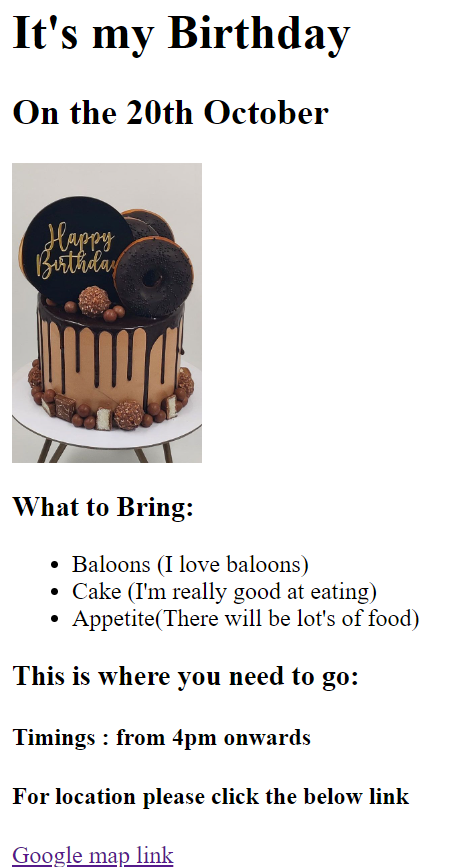 It's my Birthday
On the 20th October
Happy
Birthday
What to Bring:
Baloons (I love baloons)
Cake (I'm really good at eating)
Appetite(There will be lot's of food)
This is where you need to go:
Timings : from 4pm onwards
For location please click the below link
Google map link